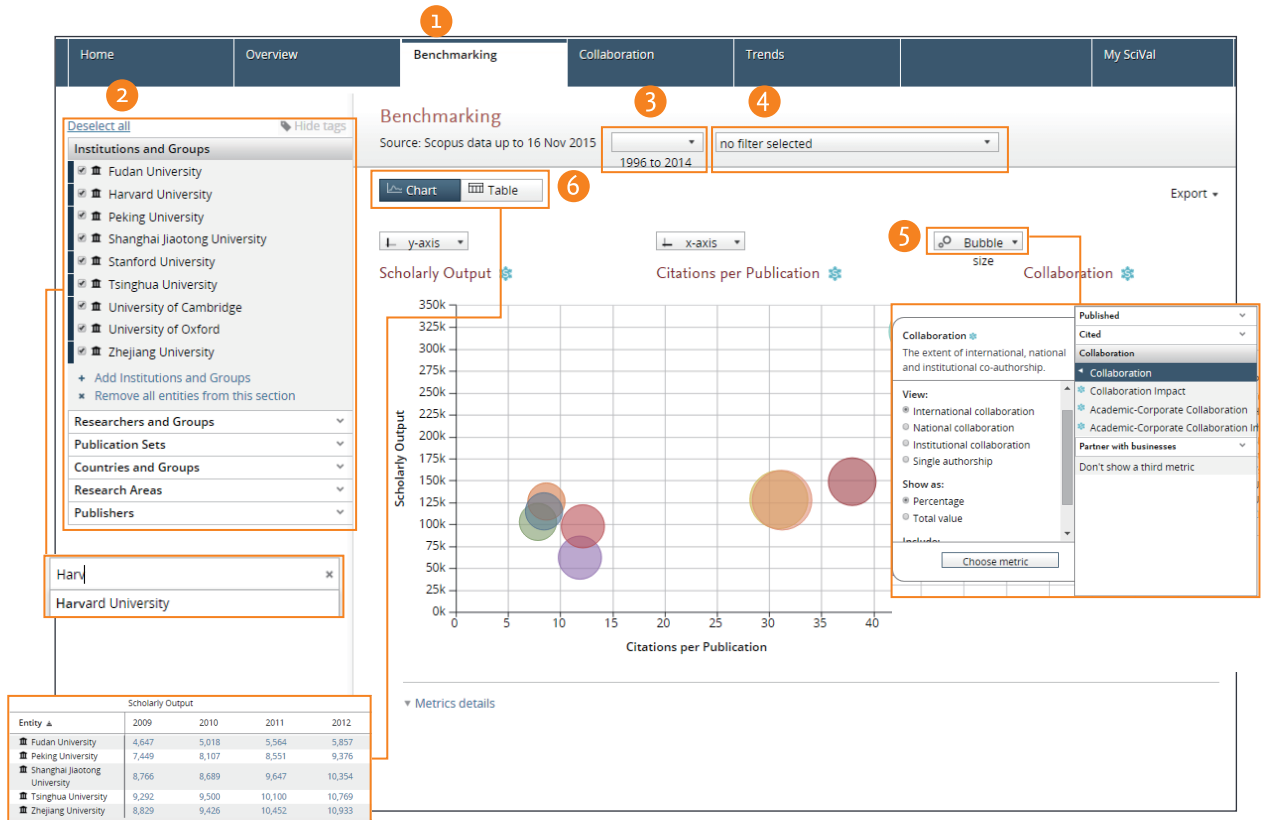 1
Home
Overview
Benchmarking
Collaboration
Trends
My SciVal
2
Deselect all
Hide tags
Institutions and Groups
Fudan University
Harvard University
Peking University
Shanghai Jiaotong University
Stanford University
Tsinghua University
University of Cambridge
University of Oxford
Zhejiang University
+ Add Institutions and Groups
× Remove all entities from this section
Researchers and Groups
Publication Sets
Countries and Groups
Research Areas
Publishers
Harv ×
Harvard University
Benchmarking
Source: Scopus data up to 16 Nov 2015
3
1996 to 2014
4
no filter selected
Chart
Table
6
Export
y-axis
x-axis
5
Bubble
size
Scholarly Output
Citations per Publication
Collaboration
350k
325k
300k
275k
250k
225k
200k
175k
150k
125k
100k
75k
50k
25k
0k
Scholarly Output
0 5 10 15 20 25 30 35 40
Citations per Publication
Collaboration
The extent of international, national
and institutional co-authorship.
View:
International collaboration
National collaboration
Institutional collaboration
Single authorship
Show as:
Percentage
Total value
Include:
Choose metric
Published
Cited
Collaboration
Collaboration
Collaboration Impact
Academic-Corporate Collaboration
Academic-Corporate Collaboration Im
Partner with businesses
Don't show a third metric
Metrics details
Scholarly Output
Entity 2009 2010 2011 2012
Fudan University 4,647 5,018 5,564 5,857
Peking University 7,449 8,107 8,551 9,376
Shanghai Jiaotong
University 8,766 8,689 9,647 10,354
Tsinghua University 9,292 9,500 10,100 10,769
Zhejiang University 8,829 9,426 10,452 10,933